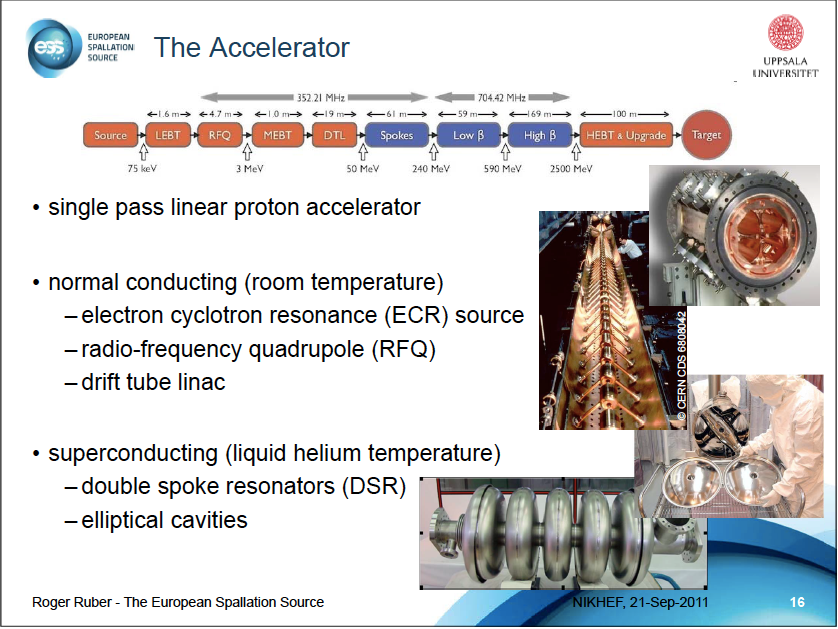 ess
EUROPEAN
SPALLATION
SOURCE
The Accelerator
UPPSALA
UNIVERSITET
352.21 MHz
704.42 MHz
1.6 m
4.7 m
1.0 m
19 m
61 m
59 m
169 m
100 m
Source
LEBT
RFQ
MEBT
DTL
Spokes
Low β
High β
HEBT & Upgrade
Target
75 keV
3 MeV
50 MeV
240 MeV
590 MeV
2500 MeV
• single pass linear proton accelerator
• normal conducting (room temperature)
– electron cyclotron resonance (ECR) source
– radio-frequency quadrupole (RFQ)
– drift tube linac
© CERN CDS 6808042
• superconducting (liquid helium temperature)
– double spoke resonators (DSR)
– elliptical cavities
Roger Ruber - The European Spallation Source
NIKHEF, 21-Sep-2011
16